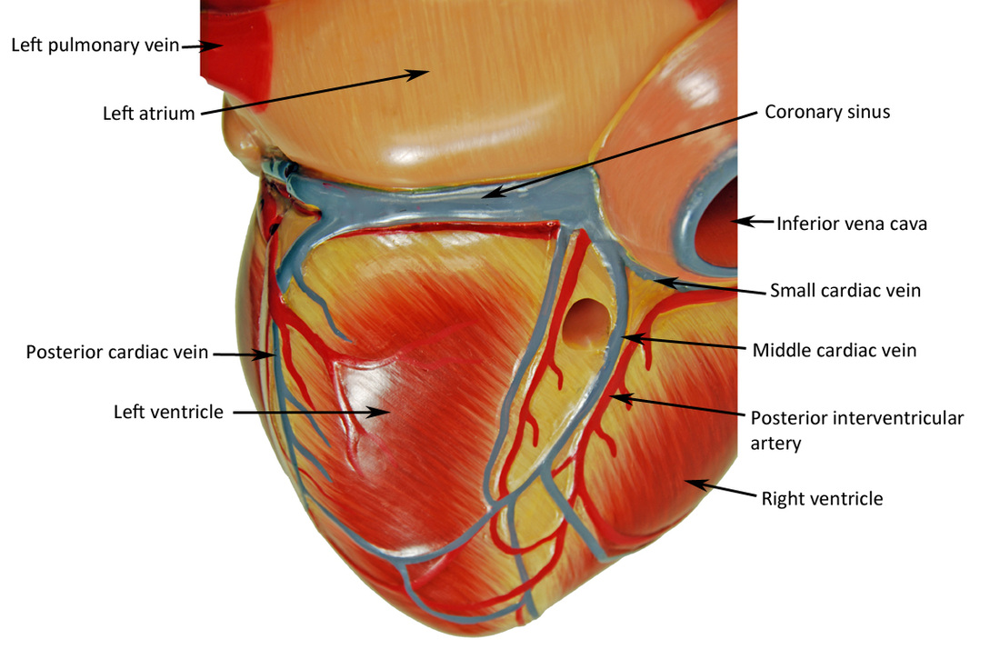 Left pulmonary vein
Left atrium
Coronary sinus
Inferior vena cava
Small cardiac vein
Posterior cardiac vein
Middle cardiac vein
Left ventricle
Posterior interventricular
artery
Right ventricle